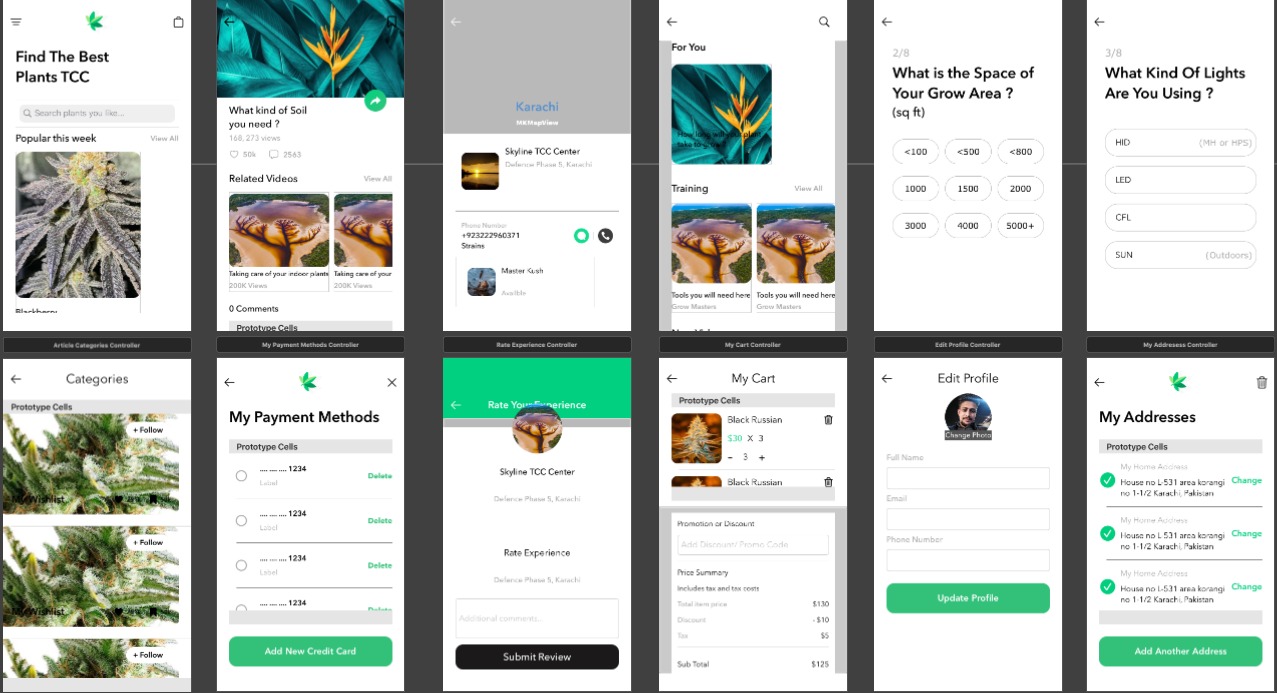 Find The Best
Plants TCC
Search plants you like...
Popular this week
View All
Blackberry
What kind of Soil
you need ?
168, 273 views
50k
2563
Related Videos
View All
Taking care of your indoor plants
Taking care of your
200K Views
200K Views
0 Comments
Prototype Cells
Karachi
MKMapView
Skyline TCC Center
Defence Phase 5, Karachi
Phone Number
+923222960371
Strains
Master Kush
Availble
For You
How long will your plant
take to grow
Training
View All
Tools you will need here
Tools you will need here
Grow Masters
Grow Masters
2/8
What is the Space of
Your Grow Area ?
(sq ft)
<100
<500
<800
1000
1500
2000
3000
4000
5000+
3/8
What Kind Of Lights
Are You Using ?
HID
(MH or HPS)
LED
CFL
SUN
(Outdoors)
Article Catagories Controller
My Payment Methods Controller
Rate Experience Controller
My Cart Controller
Edit Profile Controller
My Addresess Controller
Categories
Prototype Cells
+ Follow
My Wishlist
+ Follow
My Wishlist
+ Follow
My Payment Methods
Prototype Cells
.... .... .... 1234
Label
Delete
.... .... .... 1234
Label
Delete
.... .... .... 1234
Label
Delete
.... .... .... 1234
Delete
Add New Credit Card
Rate Your Experience
Skyline TCC Center
Defence Phase 5, Karachi
Rate Experience
Defence Phase 5, Karachi
Additional comments...
Submit Review
My Cart
Prototype Cells
Black Russian
$30 X 3
- 3 +
Black Russian
Promotion or Discount
Add Discount/ Promo Code
Price Summary
Includes tax and tax costs
Total item price
$130
Discount
- $10
Tax
$5
Sub Total
$125
Edit Profile
Change Photo
Full Name
Email
Phone Number
Update Profile
My Addresses
Prototype Cells
My Home Address
House no L-531 area korangi
no 1-1/2 Karachi, Pakistan
Change
My Home Address
House no L-531 area korangi
no 1-1/2 Karachi, Pakistan
Change
My Home Address
House no L-531 area korangi
no 1-1/2 Karachi, Pakistan
Change
Add Another Address